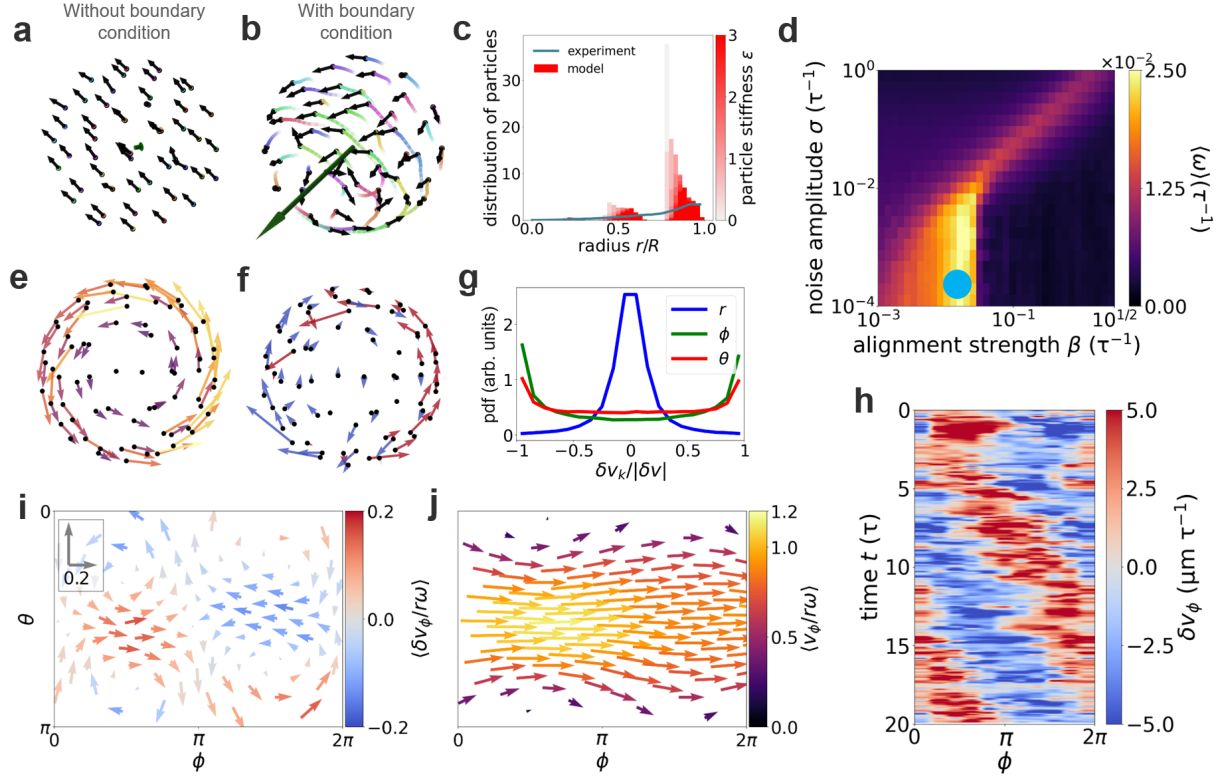 Without boundary
condition
With boundary
condition
a
b
c
experiment
model
distribution of particles
30
20
10
0
0.0
0.5
1.0
radius r/R
3
2
1
0
particle stiffness ϵ
d
noise amplitude σ (τ⁻¹)
10⁰
10⁻²
10⁻⁴
10⁻³
10⁻¹
10^{1/2}
alignment strength β (τ⁻¹)
×10⁻²
2.50
1.25
0.00
⟨ω⟩ (τ⁻¹)
e
f
g
pdf (arb. units)
2
1
0
r
ϕ
θ
−1
−0.5
0
0.5
1
δv_k/|δv|
h
time t (τ)
0
5
10
15
20
0
π
2π
ϕ
5.0
2.5
0.0
−2.5
−5.0
δv_ϕ (μm τ⁻¹)
i
0
θ
π
0.2
0
π
2π
ϕ
0.2
0.0
−0.2
⟨δv_ϕ/rω⟩
j
0
π
2π
ϕ
1.2
1.0
0.5
0.0
⟨v_ϕ/rω⟩